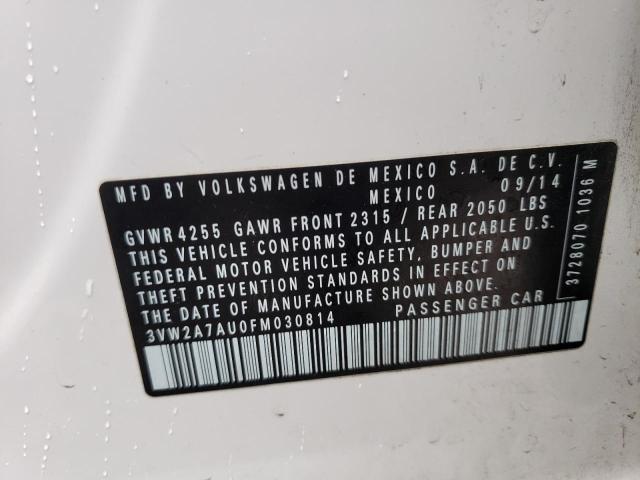 MFD BY VOLKSWAGEN DE MEXICO S.A. DE C.V.
MEXICO 09/14
GVWR 4255 GAWR FRONT 2315 / REAR 2050 LBS
THIS VEHICLE CONFORMS TO ALL APPLICABLE U.S.
FEDERAL MOTOR VEHICLE SAFETY, BUMPER AND
THEFT PREVENTION STANDARDS IN EFFECT ON
THE DATE OF MANUFACTURE SHOWN ABOVE.
3VW2A7AU0FM030814 PASSENGER CAR
3728070 1036 M